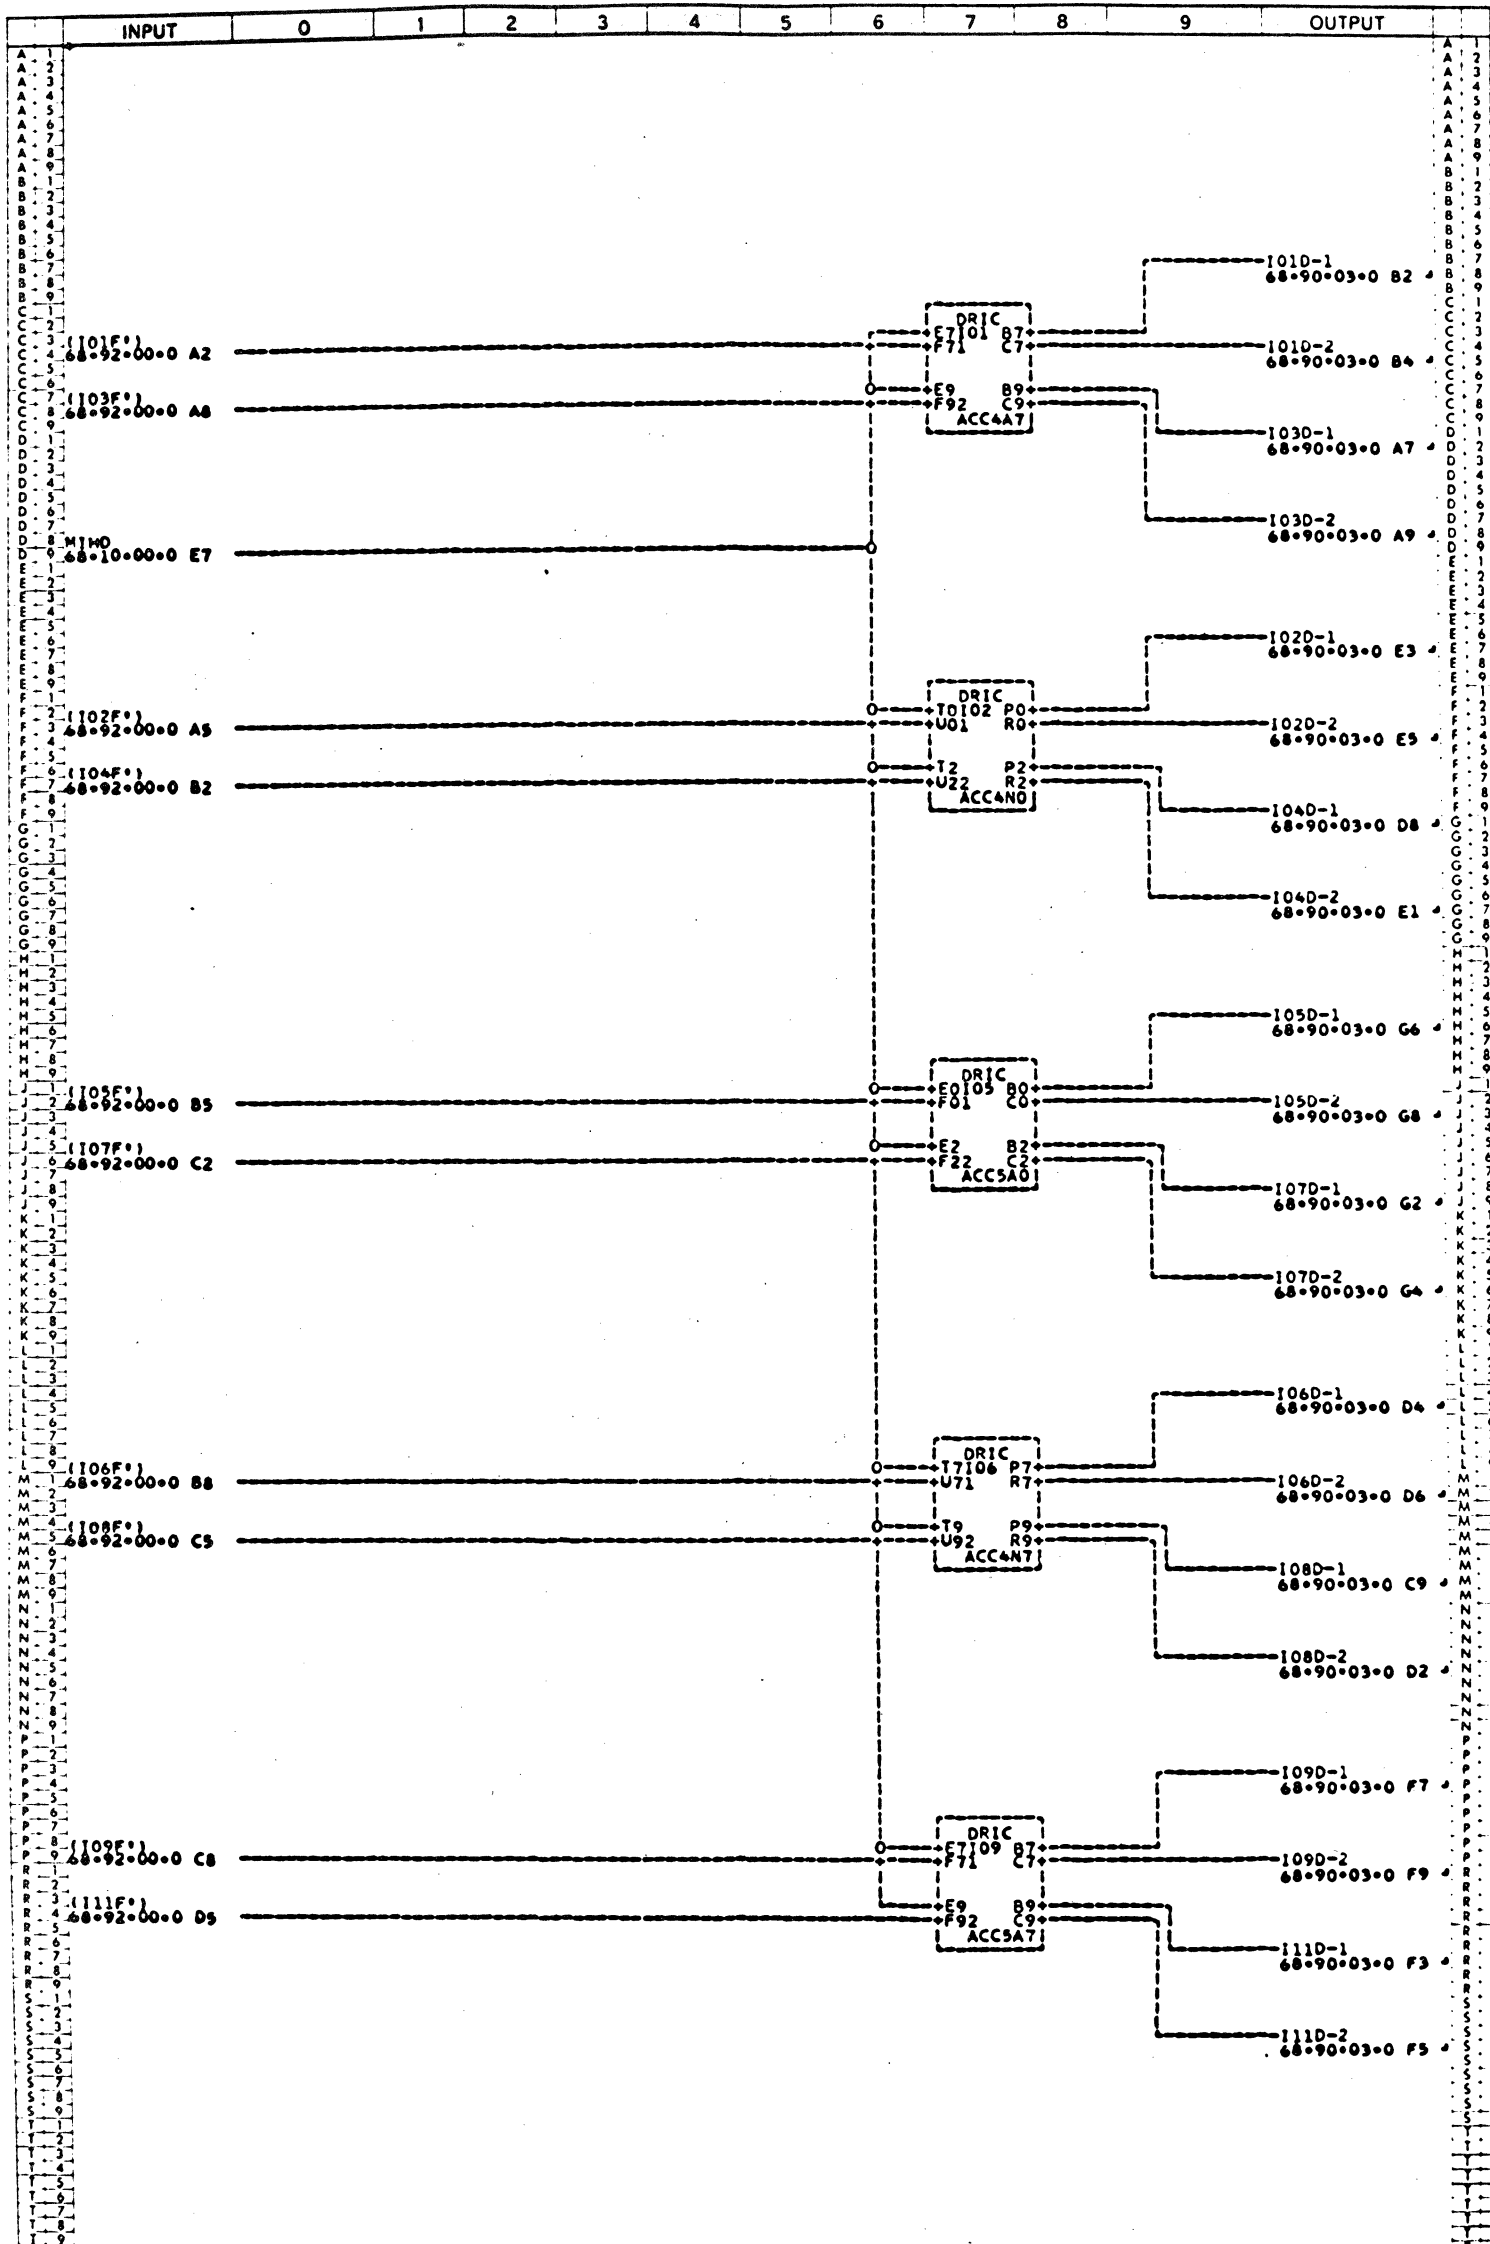 INPUT 0 1 2 3 4 5 6 7 8 9 OUTPUT
I01D-1
68•90•03•0 B2
DRIC
(I01F') E7I01 B7
68•92•00•0 A2 F71 C7 I01D-2
68•90•03•0 B4
(I03F') E9 B9
68•92•00•0 A8 F92 C9
ACC4A7
I03D-1
68•90•03•0 A7
I03D-2
68•90•03•0 A9
MIWD
68•10•00•0 E7
I02D-1
68•90•03•0 E3
DRIC
(I02F') T0I02 P0
68•92•00•0 A5 U01 R0 I02D-2
68•90•03•0 E5
(I04F') T2 P2
68•92•00•0 B2 U22 R2
ACC4N0
I04D-1
68•90•03•0 D8
I04D-2
68•90•03•0 E1
I05D-1
68•90•03•0 G6
DRIC
(I05F') E0I05 B0
68•92•00•0 B5 F01 C0 I05D-2
68•90•03•0 G8
(I07F') E2 B2
68•92•00•0 C2 F22 C2
ACC5A0
I07D-1
68•90•03•0 G2
I07D-2
68•90•03•0 G4
I06D-1
68•90•03•0 D4
DRIC
(I06F') T7I06 P7
68•92•00•0 B8 U71 R7 I06D-2
68•90•03•0 D6
(I08F') T9 P9
68•92•00•0 C5 U92 R9
ACC4N7
I08D-1
68•90•03•0 C9
I08D-2
68•90•03•0 D2
I09D-1
68•90•03•0 F7
DRIC
(I09F') E7I09 B7
68•92•00•0 C8 F71 C7 I09D-2
68•90•03•0 F9
(I11F') E9 B9
68•92•00•0 D5 F92 C9
ACC5A7
I11D-1
68•90•03•0 F3
I11D-2
68•90•03•0 F5